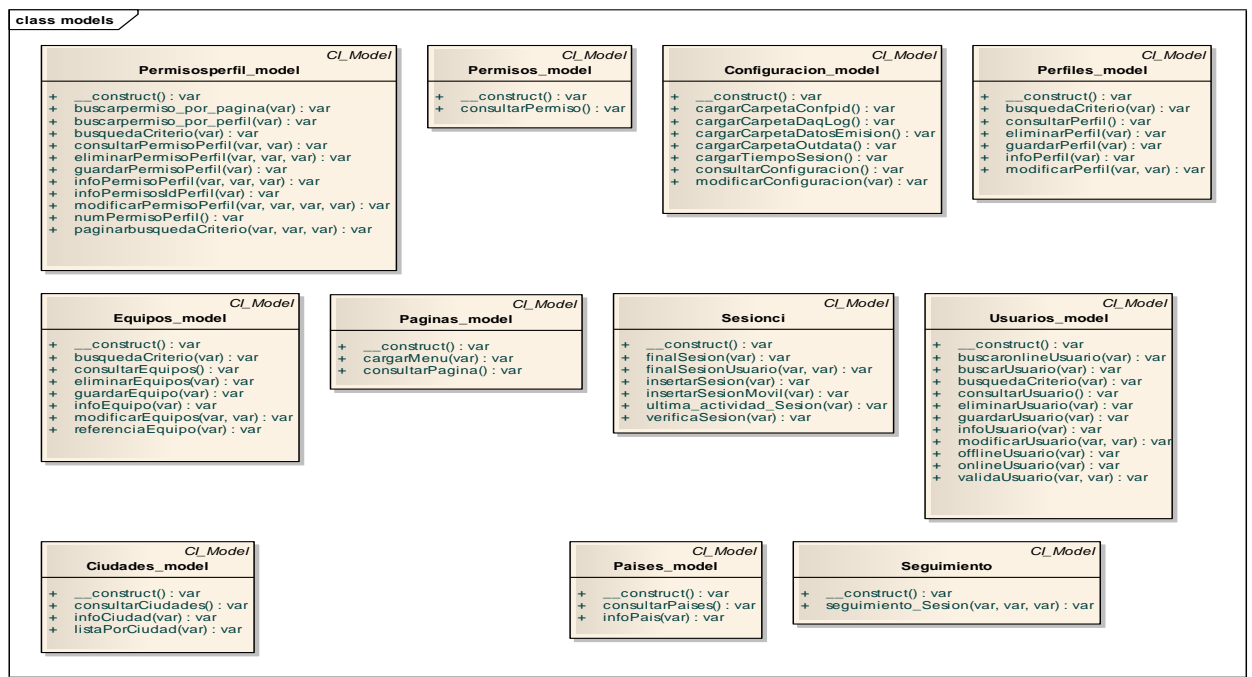 class models
CI_Model
Permisosperfil_model
+ __construct() : var
+ buscarpermiso_por_pagina(var) : var
+ buscarpermiso_por_perfil(var) : var
+ busquedaCriterio(var) : var
+ consultarPermisoPerfil(var, var) : var
+ eliminarPermisoPerfil(var, var, var) : var
+ guardarPermisoPerfil(var) : var
+ infoPermisoPerfil(var, var, var) : var
+ infoPermisosIdPerfil(var) : var
+ modificarPermisoPerfil(var, var, var, var) : var
+ numPermisoPerfil() : var
+ paginarbusquedaCriterio(var, var, var) : var
CI_Model
Permisos_model
+ __construct() : var
+ consultarPermiso() : var
CI_Model
Configuracion_model
+ __construct() : var
+ cargarCarpetaConfpid() : var
+ cargarCarpetaDaqLog() : var
+ cargarCarpetaDatosEmision() : var
+ cargarCarpetaOutdata() : var
+ cargarTiempoSesion() : var
+ consultarConfiguracion() : var
+ modificarConfiguracion(var) : var
CI_Model
Perfiles_model
+ __construct() : var
+ busquedaCriterio(var) : var
+ consultarPerfil() : var
+ eliminarPerfil(var) : var
+ guardarPerfil(var) : var
+ infoPerfil(var) : var
+ modificarPerfil(var, var) : var
CI_Model
Equipos_model
+ __construct() : var
+ busquedaCriterio(var) : var
+ consultarEquipos() : var
+ eliminarEquipos(var) : var
+ guardarEquipo(var) : var
+ infoEquipo(var) : var
+ modificarEquipos(var, var) : var
+ referenciaEquipo(var) : var
CI_Model
Paginas_model
+ __construct() : var
+ cargarMenu(var) : var
+ consultarPagina() : var
CI_Model
Sesionci
+ __construct() : var
+ finalSesion(var) : var
+ finalSesionUsuario(var, var) : var
+ insertarSesion(var) : var
+ insertarSesionMovil(var) : var
+ ultima_actividad_Sesion(var) : var
+ verificaSesion(var) : var
CI_Model
Usuarios_model
+ __construct() : var
+ buscaronlineUsuario(var) : var
+ buscarUsuario(var) : var
+ busquedaCriterio(var) : var
+ consultarUsuario() : var
+ eliminarUsuario(var) : var
+ guardarUsuario(var) : var
+ infoUsuario(var) : var
+ modificarUsuario(var, var) : var
+ offlineUsuario(var) : var
+ onlineUsuario(var) : var
+ validaUsuario(var, var) : var
CI_Model
Ciudades_model
+ __construct() : var
+ consultarCiudades() : var
+ infoCiudad(var) : var
+ listaPorCiudad(var) : var
CI_Model
Paises_model
+ __construct() : var
+ consultarPaises() : var
+ infoPais(var) : var
CI_Model
Seguimiento
+ __construct() : var
+ seguimiento_Sesion(var, var, var) : var